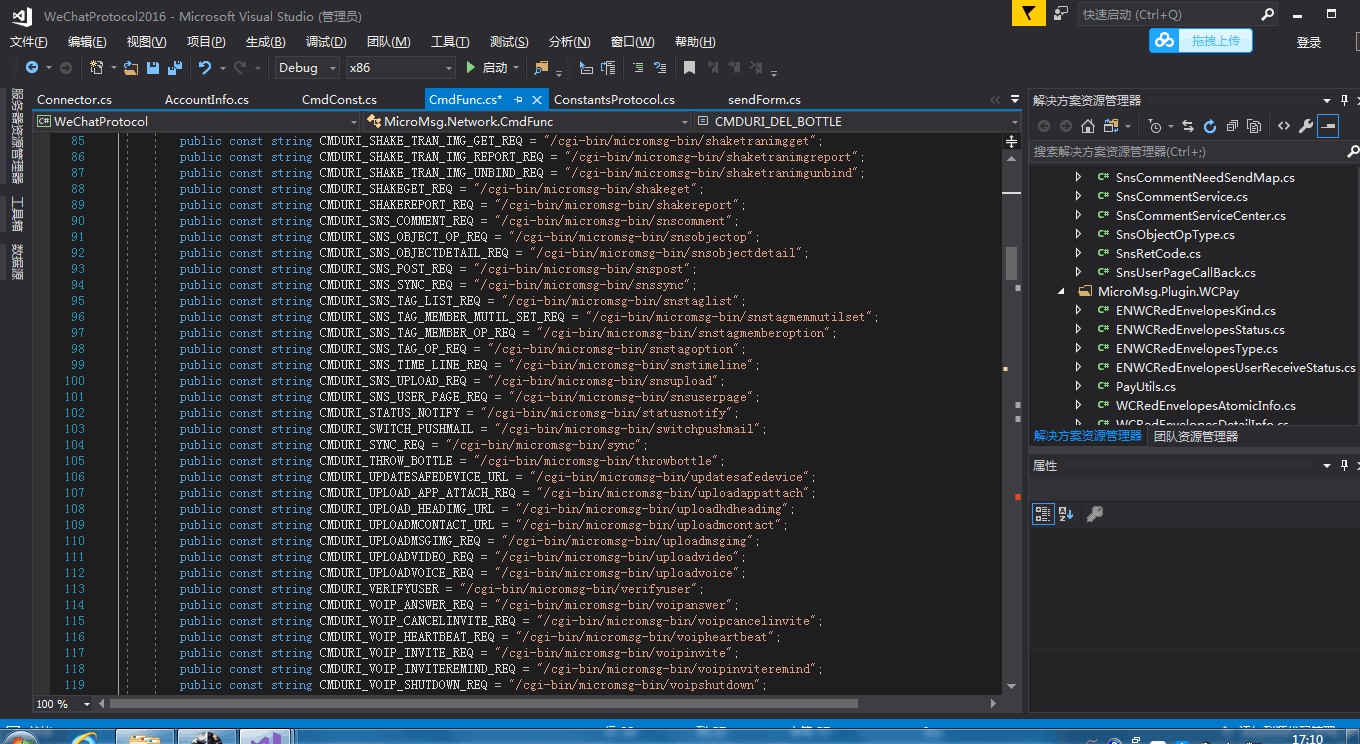 WeChatProtocol2016 - Microsoft Visual Studio (管理员)
快速启动 (Ctrl+Q)
文件(F) 编辑(E) 视图(V) 项目(P) 生成(B) 调试(D) 团队(M) 工具(T) 测试(S) 分析(N) 窗口(W) 帮助(H)
拖拽上传
登录
Debug x86 启动
服务器资源管理器
工具箱
数据源
Connector.cs AccountInfo.cs CmdConst.cs CmdFunc.cs* ConstantsProtocol.cs sendForm.cs
WeChatProtocol MicroMsg.Network.CmdFunc CMDURI_DEL_BOTTLE
85 public const string CMDURI_SHAKE_TRAN_IMG_GET_REQ = "/cgi-bin/micromsg-bin/shaketranimgget";
86 public const string CMDURI_SHAKE_TRAN_IMG_REPORT_REQ = "/cgi-bin/micromsg-bin/shaketranimgreport";
87 public const string CMDURI_SHAKE_TRAN_IMG_UNBIND_REQ = "/cgi-bin/micromsg-bin/shaketranimgunbind";
88 public const string CMDURI_SHAKEGET_REQ = "/cgi-bin/micromsg-bin/shakeget";
89 public const string CMDURI_SHAKEREPORT_REQ = "/cgi-bin/micromsg-bin/shakereport";
90 public const string CMDURI_SNS_COMMENT_REQ = "/cgi-bin/micromsg-bin/snscomment";
91 public const string CMDURI_SNS_OBJECT_OP_REQ = "/cgi-bin/micromsg-bin/snsobjectop";
92 public const string CMDURI_SNS_OBJECTDETAIL_REQ = "/cgi-bin/micromsg-bin/snsobjectdetail";
93 public const string CMDURI_SNS_POST_REQ = "/cgi-bin/micromsg-bin/snspost";
94 public const string CMDURI_SNS_SYNC_REQ = "/cgi-bin/micromsg-bin/snssync";
95 public const string CMDURI_SNS_TAG_LIST_REQ = "/cgi-bin/micromsg-bin/snstaglist";
96 public const string CMDURI_SNS_TAG_MEMBER_MUTIL_SET_REQ = "/cgi-bin/micromsg-bin/snstagmemmutilset";
97 public const string CMDURI_SNS_TAG_MEMBER_OP_REQ = "/cgi-bin/micromsg-bin/snstagmemberoption";
98 public const string CMDURI_SNS_TAG_OP_REQ = "/cgi-bin/micromsg-bin/snstagoption";
99 public const string CMDURI_SNS_TIME_LINE_REQ = "/cgi-bin/micromsg-bin/snstimeline";
100 public const string CMDURI_SNS_UPLOAD_REQ = "/cgi-bin/micromsg-bin/snsupload";
101 public const string CMDURI_SNS_USER_PAGE_REQ = "/cgi-bin/micromsg-bin/snsuserpage";
102 public const string CMDURI_STATUS_NOTIFY = "/cgi-bin/micromsg-bin/statusnotify";
103 public const string CMDURI_SWITCH_PUSHMAIL = "/cgi-bin/micromsg-bin/switchpushmail";
104 public const string CMDURI_SYNC_REQ = "/cgi-bin/micromsg-bin/sync";
105 public const string CMDURI_THROW_BOTTLE = "/cgi-bin/micromsg-bin/throwbottle";
106 public const string CMDURI_UPDATESAFEDEVICE_URL = "/cgi-bin/micromsg-bin/updatesafedevice";
107 public const string CMDURI_UPLOAD_APP_ATTACH_REQ = "/cgi-bin/micromsg-bin/uploadappattach";
108 public const string CMDURI_UPLOAD_HEADIMG_URL = "/cgi-bin/micromsg-bin/uploadhdheadimg";
109 public const string CMDURI_UPLOADMCONTACT_URL = "/cgi-bin/micromsg-bin/uploadmcontact";
110 public const string CMDURI_UPLOADMSGIMG_REQ = "/cgi-bin/micromsg-bin/uploadmsgimg";
111 public const string CMDURI_UPLOADVIDEO_REQ = "/cgi-bin/micromsg-bin/uploadvideo";
112 public const string CMDURI_UPLOADVOICE_REQ = "/cgi-bin/micromsg-bin/uploadvoice";
113 public const string CMDURI_VERIFYUSER = "/cgi-bin/micromsg-bin/verifyuser";
114 public const string CMDURI_VOIP_ANSWER_REQ = "/cgi-bin/micromsg-bin/voipanswer";
115 public const string CMDURI_VOIP_CANCELINVITE_REQ = "/cgi-bin/micromsg-bin/voipcancelinvite";
116 public const string CMDURI_VOIP_HEARTBEAT_REQ = "/cgi-bin/micromsg-bin/voipheartbeat";
117 public const string CMDURI_VOIP_INVITE_REQ = "/cgi-bin/micromsg-bin/voipinvite";
118 public const string CMDURI_VOIP_INVITEREMIND_REQ = "/cgi-bin/micromsg-bin/voipinviteremind";
119 public const string CMDURI_VOIP_SHUTDOWN_REQ = "/cgi-bin/micromsg-bin/voipshutdown";
100 %
解决方案资源管理器
搜索解决方案资源管理器(Ctrl+;)
C# SnsCommentNeedSendMap.cs
C# SnsCommentService.cs
C# SnsCommentServiceCenter.cs
C# SnsObjectOpType.cs
C# SnsRetCode.cs
C# SnsUserPageCallBack.cs
MicroMsg.Plugin.WCPay
C# ENWCRedEnvelopesKind.cs
C# ENWCRedEnvelopesStatus.cs
C# ENWCRedEnvelopesType.cs
C# ENWCRedEnvelopesUserReceiveStatus.cs
C# PayUtils.cs
C# WCRedEnvelopesAtomicInfo.cs
C# WCRedEnvelopesDetailInfo.cs
解决方案资源管理器 团队资源管理器
属性
17:10